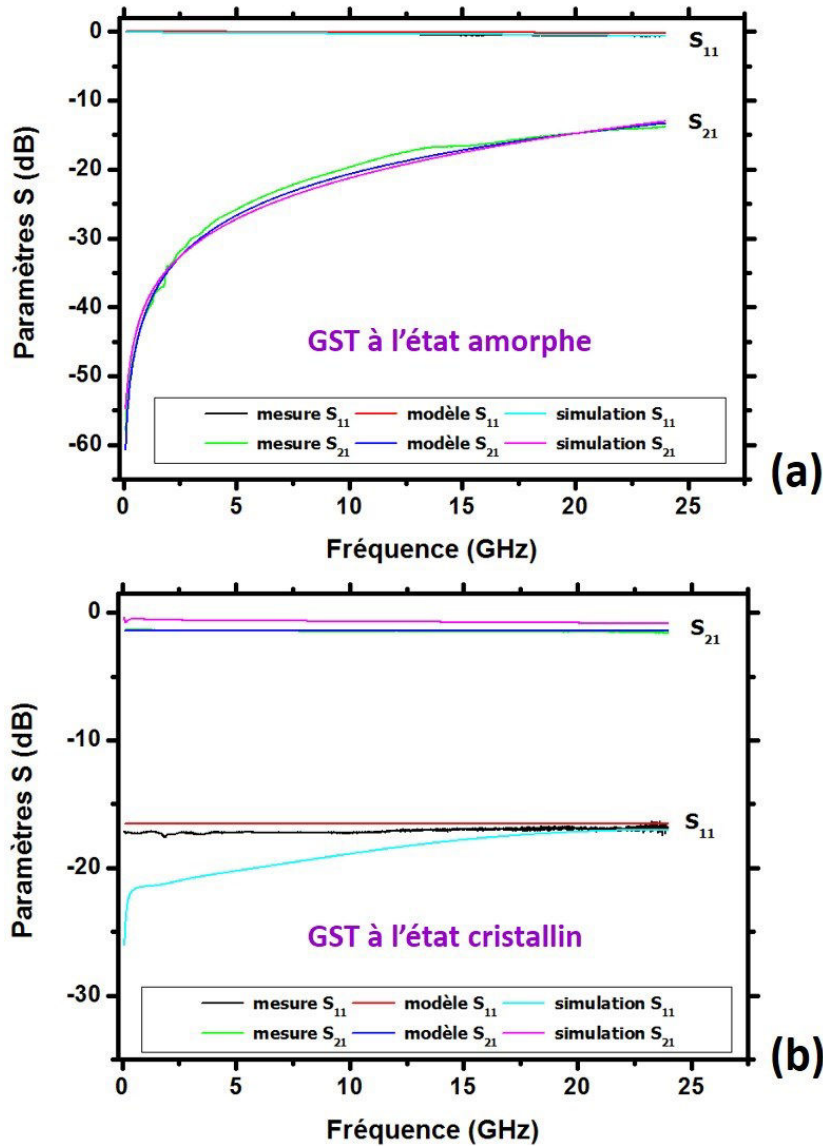 0
S11
-10
S21
-20
-30
-40
GST à l'état amorphe
-50
mesure S11 modèle S11 simulation S11
mesure S21 modèle S21 simulation S21
-60
Paramètres S (dB)
(a)
0 5 10 15 20 25
Fréquence (GHz)
0
S21
-10
S11
-20
GST à l'état cristallin
-30
mesure S11 modèle S11 simulation S11
mesure S21 modèle S21 simulation S21
Paramètres S (dB)
(b)
0 5 10 15 20 25
Fréquence (GHz)